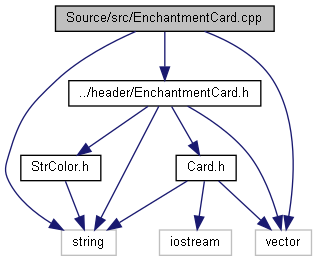 Source/src/EnchantmentCard.cpp
../header/EnchantmentCard.h
StrColor.h
Card.h
string
iostream
vector